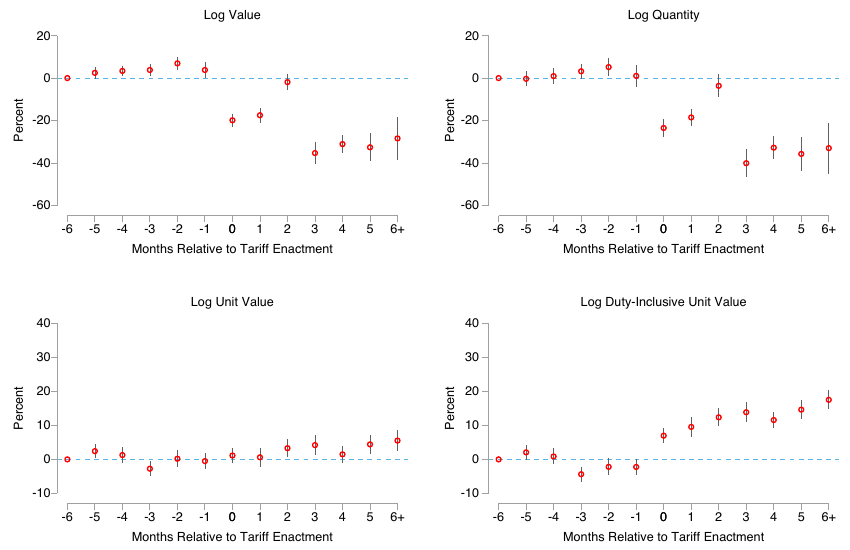 Log Value
20
0
-20
-40
-60
Percent
-6 -5 -4 -3 -2 -1 0 1 2 3 4 5 6+
Months Relative to Tariff Enactment
Log Quantity
20
0
-20
-40
-60
Percent
-6 -5 -4 -3 -2 -1 0 1 2 3 4 5 6+
Months Relative to Tariff Enactment
Log Unit Value
40
30
20
10
0
-10
Percent
-6 -5 -4 -3 -2 -1 0 1 2 3 4 5 6+
Months Relative to Tariff Enactment
Log Duty-Inclusive Unit Value
40
30
20
10
0
-10
Percent
-6 -5 -4 -3 -2 -1 0 1 2 3 4 5 6+
Months Relative to Tariff Enactment